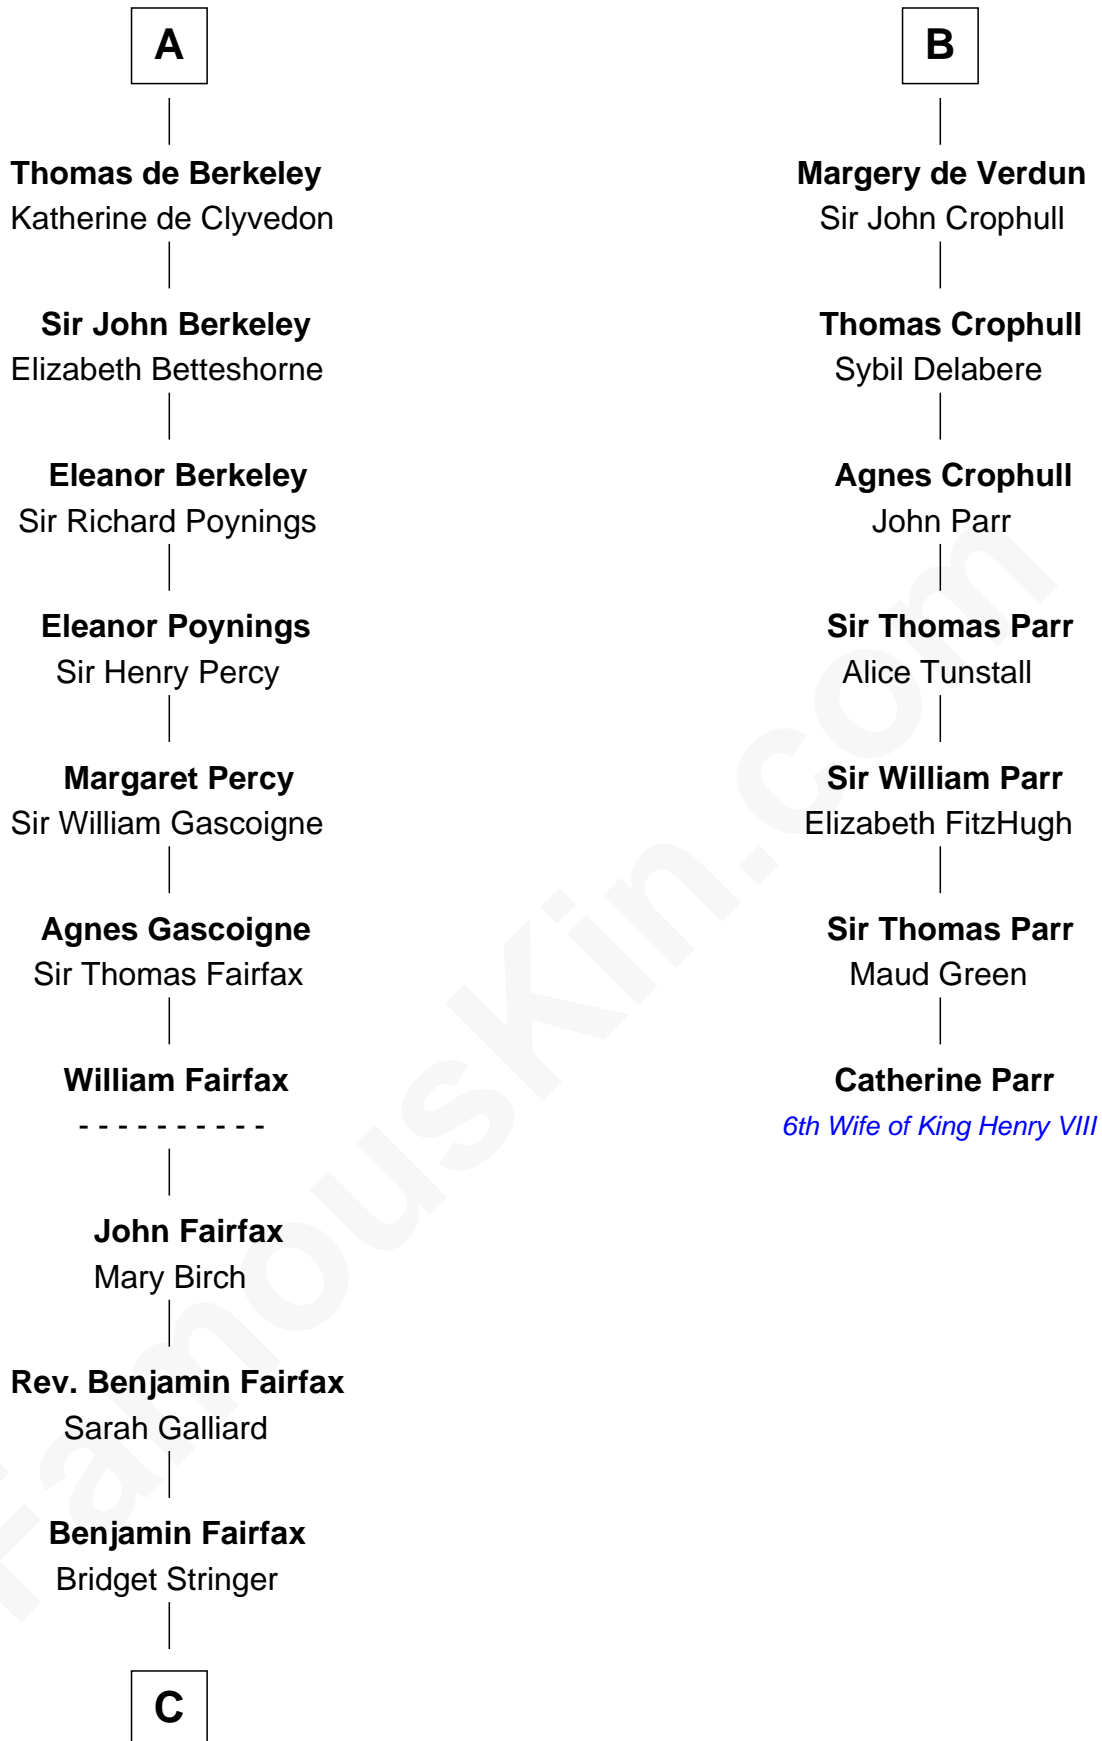 A
Thomas de Berkeley
Katherine de Clyvedon
Sir John Berkeley
Elizabeth Betteshorne
Eleanor Berkeley
Sir Richard Poynings
Eleanor Poynings
Sir Henry Percy
Margaret Percy
Sir William Gascoigne
Agnes Gascoigne
Sir Thomas Fairfax
William Fairfax
- - - - - - - - - -
John Fairfax
Mary Birch
Rev. Benjamin Fairfax
Sarah Galliard
Benjamin Fairfax
Bridget Stringer
C
B
Margery de Verdun
Sir John Crophull
Thomas Crophull
Sybil Delabere
Agnes Crophull
John Parr
Sir Thomas Parr
Alice Tunstall
Sir William Parr
Elizabeth FitzHugh
Sir Thomas Parr
Maud Green
Catherine Parr
6th Wife of King Henry VIII
FamousKin.com